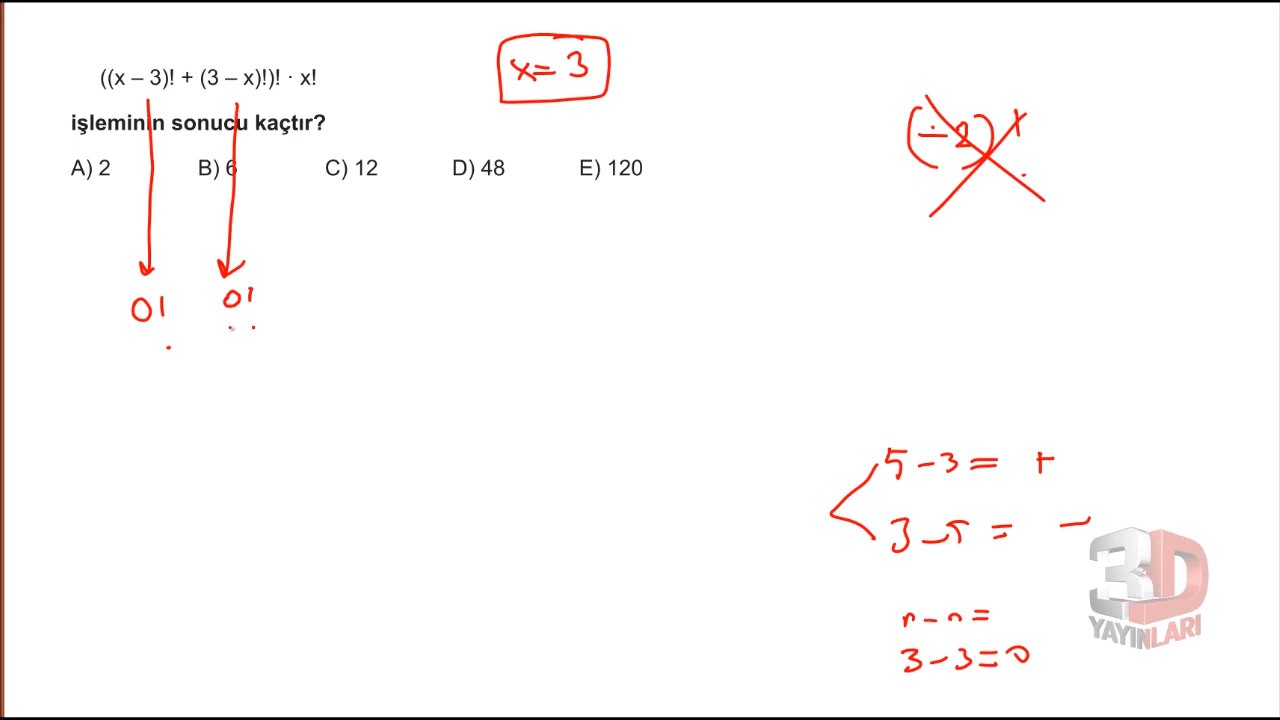 ((x – 3)! + (3 – x)!)! · x!
x = 3
işleminin sonucu kaçtır?
(-2)!
A) 2 B) 6 C) 12 D) 48 E) 120
0! 0!
5 - 3 = +
3 - 5 = -
n - n =
3 - 3 = 0
3D
YAYINLARI